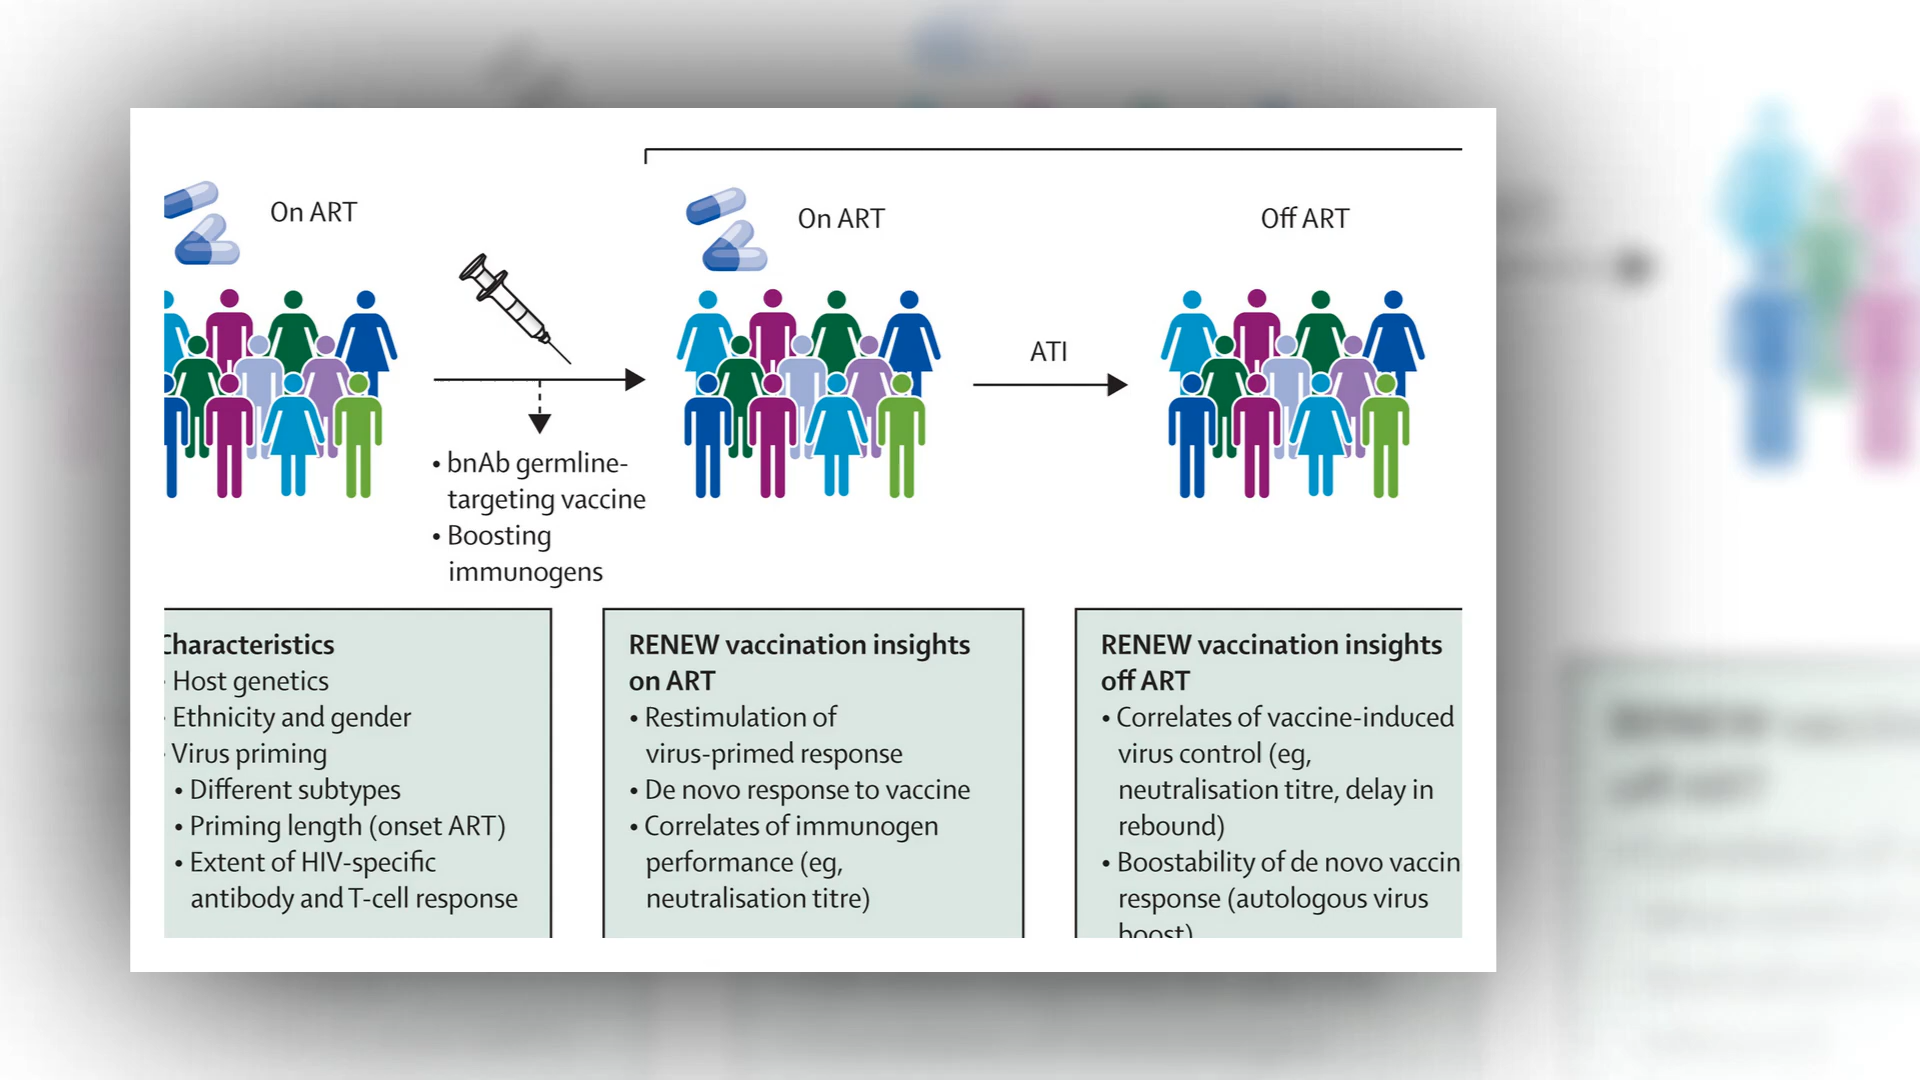 On ART
On ART
Off ART
ATI
• bnAb germline-
targeting vaccine
• Boosting
immunogens
Characteristics
Host genetics
Ethnicity and gender
Virus priming
• Different subtypes
• Priming length (onset ART)
• Extent of HIV-specific
antibody and T-cell response
RENEW vaccination insights
on ART
• Restimulation of
virus-primed response
• De novo response to vaccine
• Correlates of immunogen
performance (eg,
neutralisation titre)
RENEW vaccination insights
off ART
• Correlates of vaccine-induced
virus control (eg,
neutralisation titre, delay in
rebound)
• Boostability of de novo vaccin
response (autologous virus
boost)